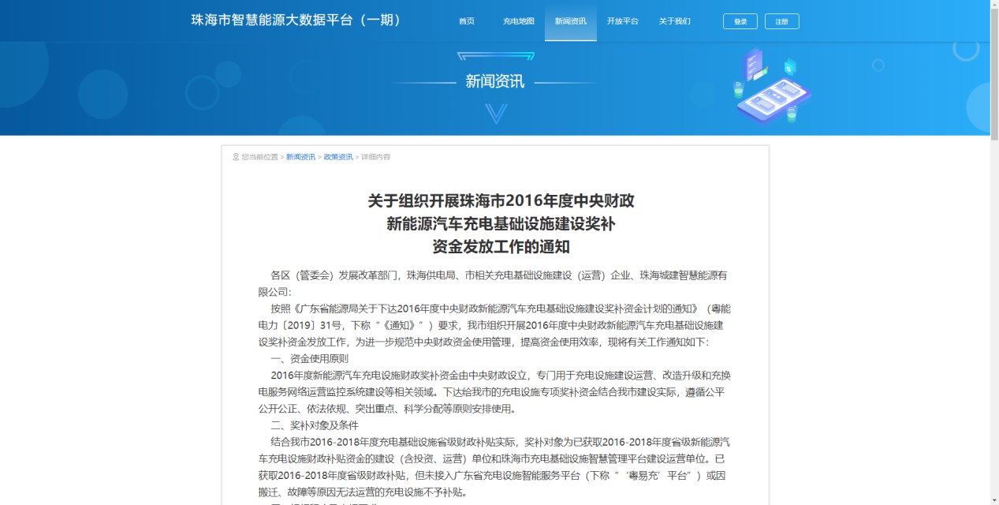 珠海市智慧能源大数据平台（一期）
首页
充电地图
新闻资讯
开放平台
关于我们
登录
注册
新闻资讯
您当前位置 > 新闻资讯 > 政策资讯 > 详细内容
关于组织开展珠海市2016年度中央财政
新能源汽车充电基础设施建设奖补
资金发放工作的通知
各区（管委会）发展改革部门，珠海供电局、市相关充电基础设施建设（运营）企业、珠海城建智慧能源有
限公司：
按照《广东省能源局关于下达2016年度中央财政新能源汽车充电基础设施建设奖补资金计划的通知》（粤能
电力〔2019〕31号，下称“《通知》”）要求，我市组织开展2016年度中央财政新能源汽车充电基础设施建
设奖补资金发放工作，为进一步规范中央财政资金使用管理，提高资金使用效率，现将有关工作通知如下：
一、资金使用原则
2016年度新能源汽车充电设施财政奖补资金由中央财政设立，专门用于充电设施建设运营、改造升级和充换
电服务网络运营监控系统建设等相关领域。下达给我市的充电设施专项奖补资金结合我市建设实际，遵循公平
公开公正、依法依规、突出重点、科学分配等原则安排使用。
二、奖补对象及条件
结合我市2016-2018年度充电基础设施省级财政补贴实际，奖补对象为已获取2016-2018年度省级新能源汽
车充电设施财政补贴资金的建设（含投资、运营）单位和珠海市充电基础设施智慧管理平台建设运营单位。已
获取2016-2018年度省级财政补贴，但未接入广东省充电设施智能服务平台（下称“‘粤易充’平台”）或因
搬迁、故障等原因无法运营的充电设施不予补贴。